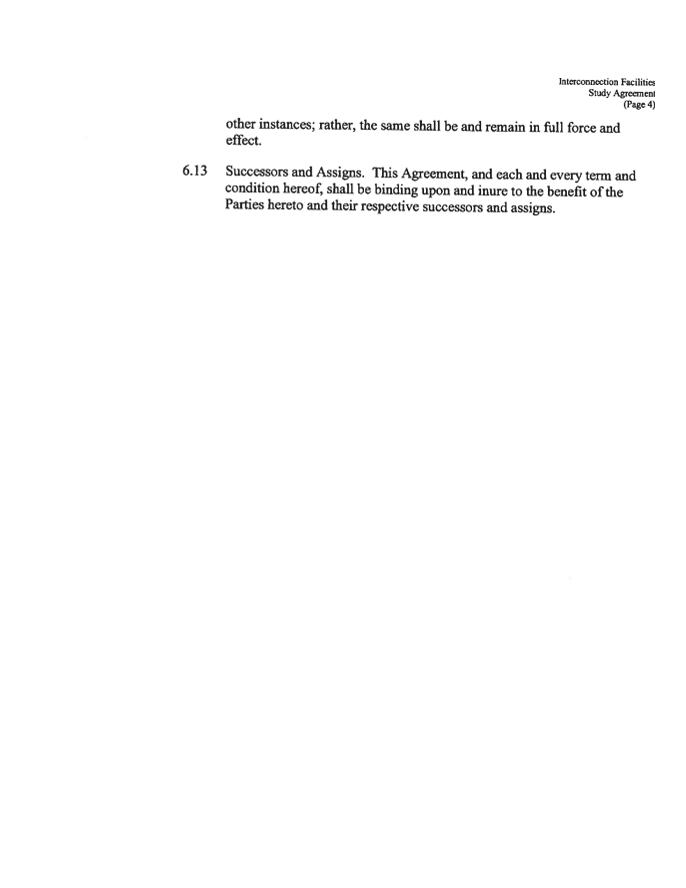 Interconnection Facilities
Study Agreement
(Page 4)
other instances; rather, the same shall be and remain in full force and
effect.
6.13 Successors and Assigns. This Agreement, and each and every term and
condition hereof, shall be binding upon and inure to the benefit of the
Parties hereto and their respective successors and assigns.